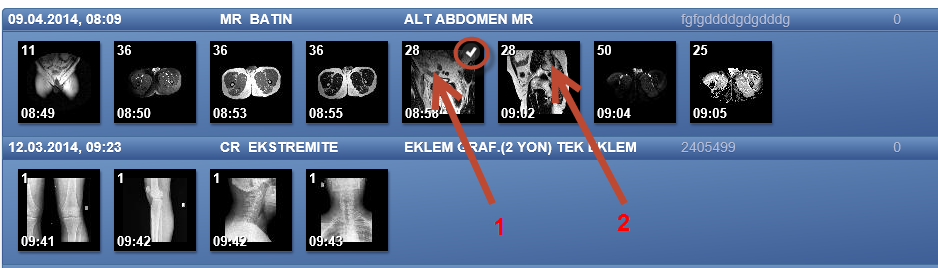 09.04.2014, 08:09 MR BATIN ALT ABDOMEN MR fgfgddddgdgdddg 0
11 36 36 36 28 28 50 25
08:49 08:50 08:53 08:55 08:58 09:02 09:04 09:05
12.03.2014, 09:23 CR EKSTREMITE EKLEM GRAF.(2 YON) TEK EKLEM 2405499 0
1 1 1 1
1 2
09:41 09:42 09:42 09:43